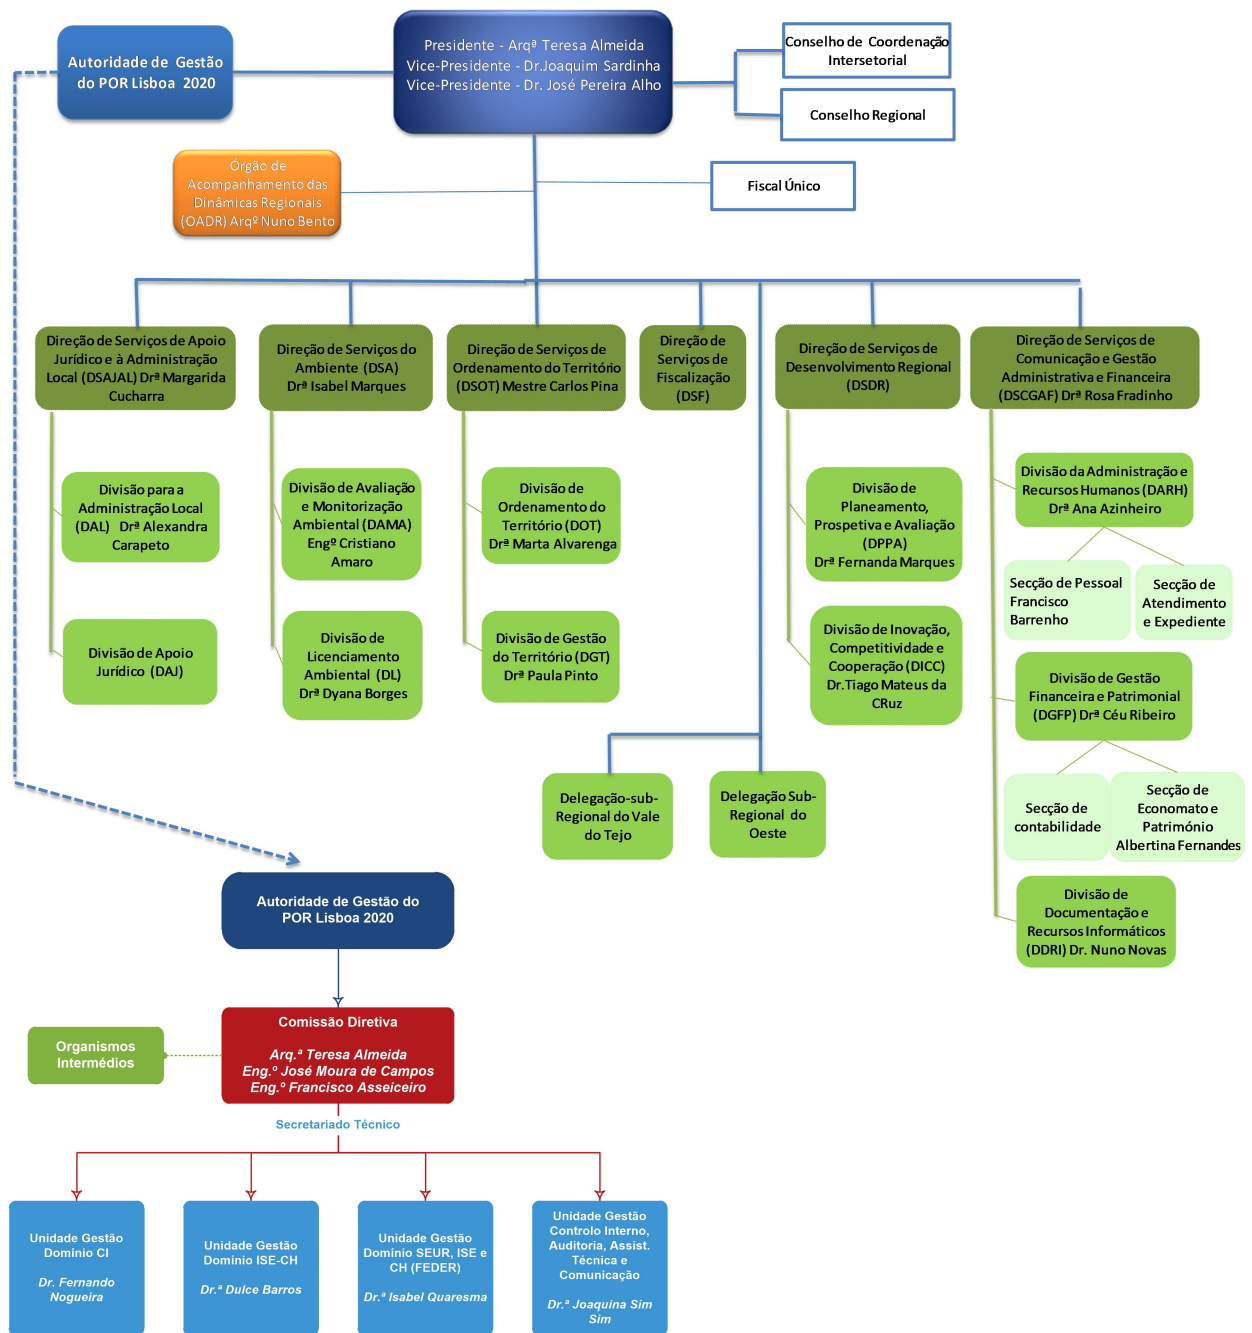 Autoridade de Gestão
do POR Lisboa 2020
Presidente - Arqª Teresa Almeida
Vice-Presidente - Dr.Joaquim Sardinha
Vice-Presidente - Dr. José Pereira Alho
Conselho de Coordenação
Intersetorial
Conselho Regional
Órgão de
Acompanhamento das
Dinâmicas Regionais
(OADR) Arqº Nuno Bento
Fiscal Único
Direção de Serviços de Apoio
Jurídico e à Administração
Local (DSAJAL) Drª Margarida
Cucharra
Direção de Serviços do
Ambiente (DSA)
Drª Isabel Marques
Direção de Serviços de
Ordenamento do Território
(DSOT) Mestre Carlos Pina
Direção de
Serviços de
Fiscalização
(DSF)
Direção de Serviços de
Desenvolvimento Regional
(DSDR)
Direção de Serviços de
Comunicação e Gestão
Administrativa e Financeira
(DSCGAF) Drª Rosa Fradinho
Divisão para a
Administração Local
(DAL) Drª Alexandra
Carapeto
Divisão de Avaliação
e Monitorização
Ambiental (DAMA)
Engº Cristiano
Amaro
Divisão de
Ordenamento do
Território (DOT)
Drª Marta Alvarenga
Divisão de
Planeamento,
Prospetiva e Avaliação
(DPPA)
Drª Fernanda Marques
Divisão da Administração e
Recursos Humanos (DARH)
Drª Ana Azinheiro
Secção de Pessoal
Francisco
Barrenho
Secção de
Atendimento
e Expediente
Divisão de Apoio
Jurídico (DAJ)
Divisão de
Licenciamento
Ambiental (DL)
Drª Dyana Borges
Divisão de Gestão
do Território (DGT)
Drª Paula Pinto
Divisão de Inovação,
Competitividade e
Cooperação (DICC)
Dr.Tiago Mateus da
CRuz
Divisão de Gestão
Financeira e Patrimonial
(DGFP) Drª Céu Ribeiro
Delegação-sub-
Regional do Vale
do Tejo
Delegação Sub-
Regional do
Oeste
Secção de
contabilidade
Secção de
Economato e
Património
Albertina Fernandes
Divisão de
Documentação e
Recursos Informáticos
(DDRI) Dr. Nuno Novas
Autoridade de Gestão do
POR Lisboa 2020
Comissão Diretiva
Arq.ª Teresa Almeida
Eng.º José Moura de Campos
Eng.º Francisco Asseiceiro
Organismos
Intermédios
Secretariado Técnico
Unidade Gestão
Domínio CI
Dr. Fernando
Nogueira
Unidade Gestão
Domínio ISE-CH
Dr.ª Dulce Barros
Unidade Gestão
Domínio SEUR, ISE e
CH (FEDER)
Dr.ª Isabel Quaresma
Unidade Gestão
Controlo Interno,
Auditoria, Assist.
Técnica e
Comunicação
Dr.ª Joaquina Sim
Sim